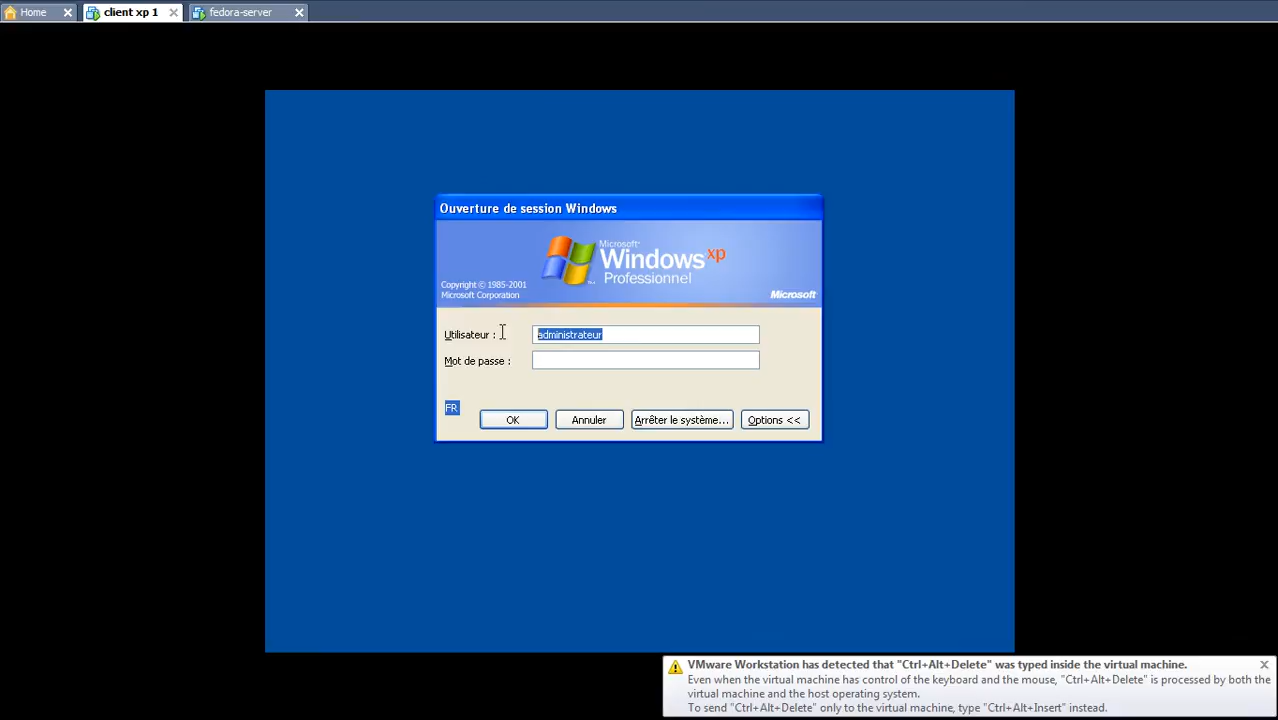 Home
client xp 1
fedora-server
Ouverture de session Windows
Microsoft®
Windows xp
Professionnel
Copyright © 1985-2001
Microsoft Corporation
Microsoft
Utilisateur :
administrateur
Mot de passe :
FR
OK
Annuler
Arrêter le système...
Options <<
VMware Workstation has detected that "Ctrl+Alt+Delete" was typed inside the virtual machine.
Even when the virtual machine has control of the keyboard and the mouse, "Ctrl+Alt+Delete" is processed by both the
virtual machine and the host operating system.
To send "Ctrl+Alt+Delete" only to the virtual machine, type "Ctrl+Alt+Insert" instead.